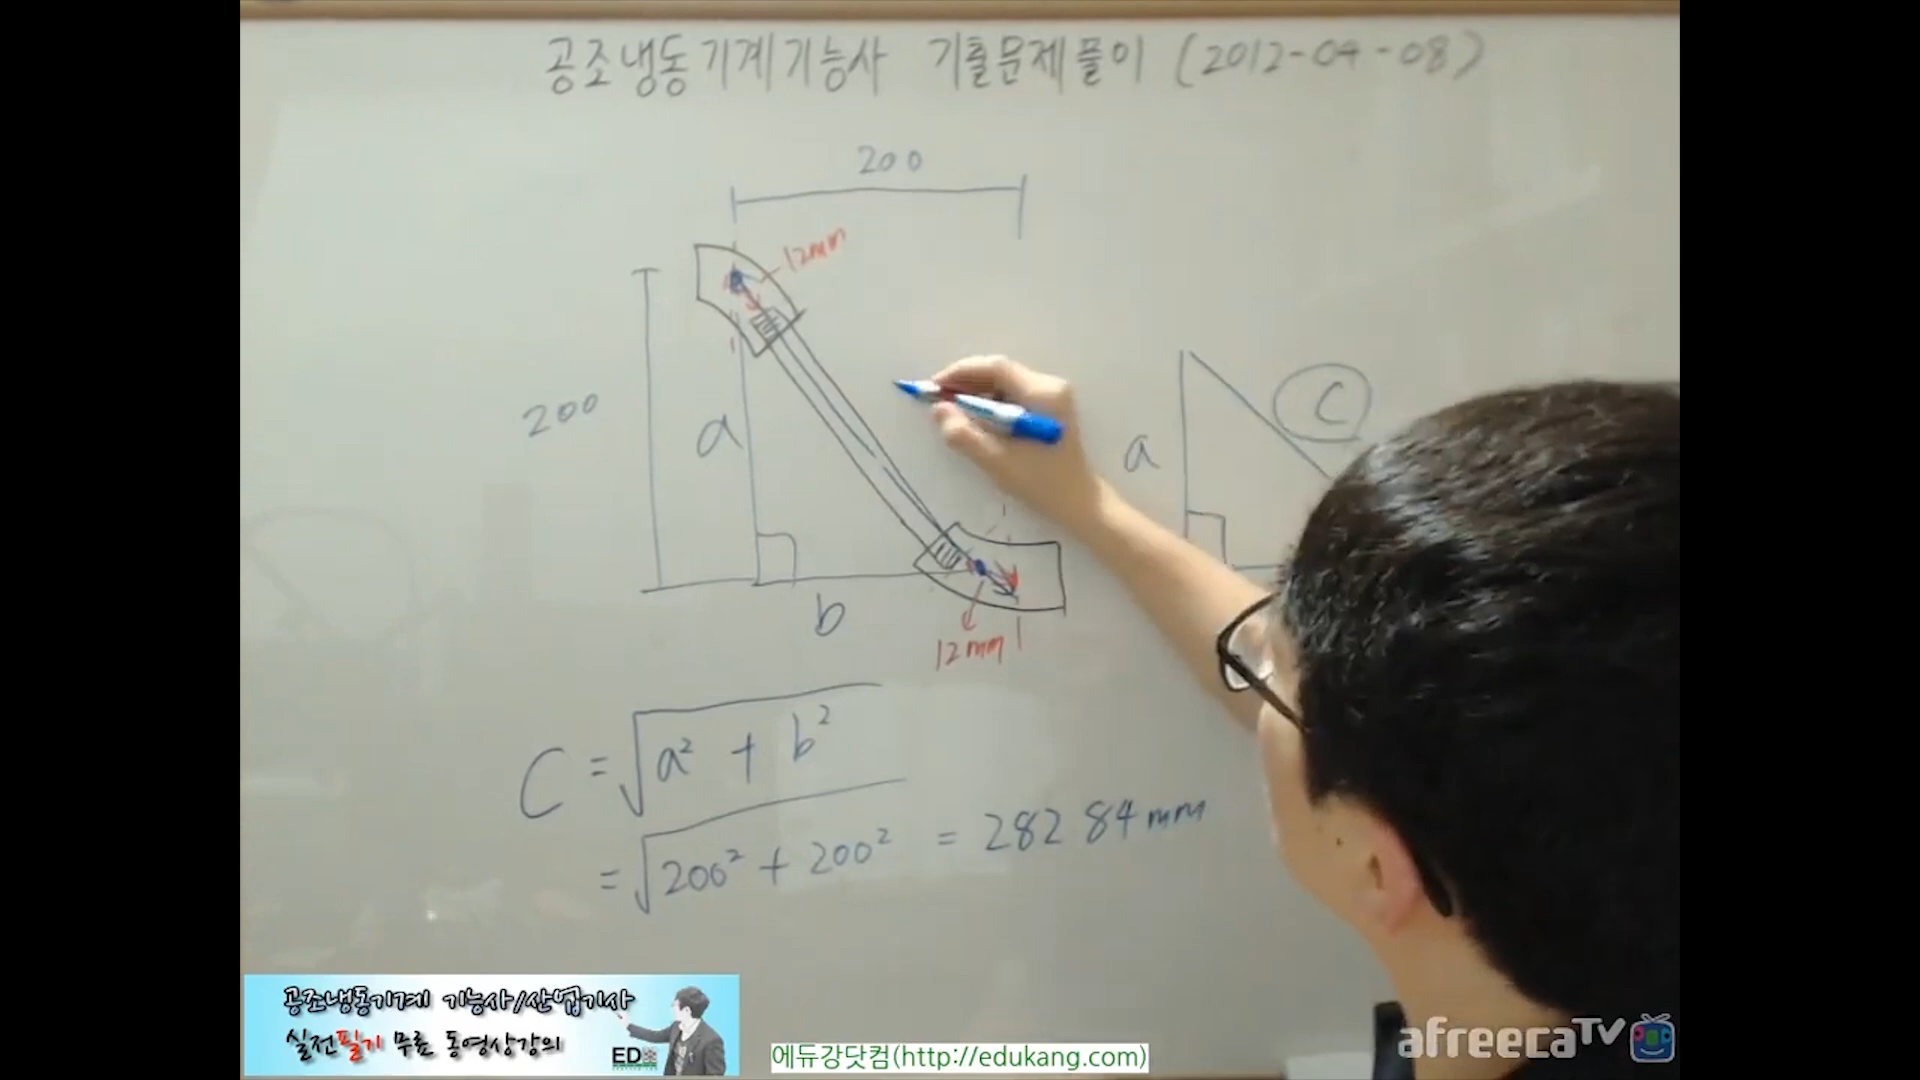 공조냉동기계기능사 기출문제풀이 (2012-04-08)
200
12mm
200
a
b
12mm
a
C
C = √a² + b²
= √200² + 200² = 282 84mm
공조냉동기계 기능사/산업기사
실전필기 무료 동영상강의
EDU
에듀강닷컴(http://edukang.com)
afreecaTV